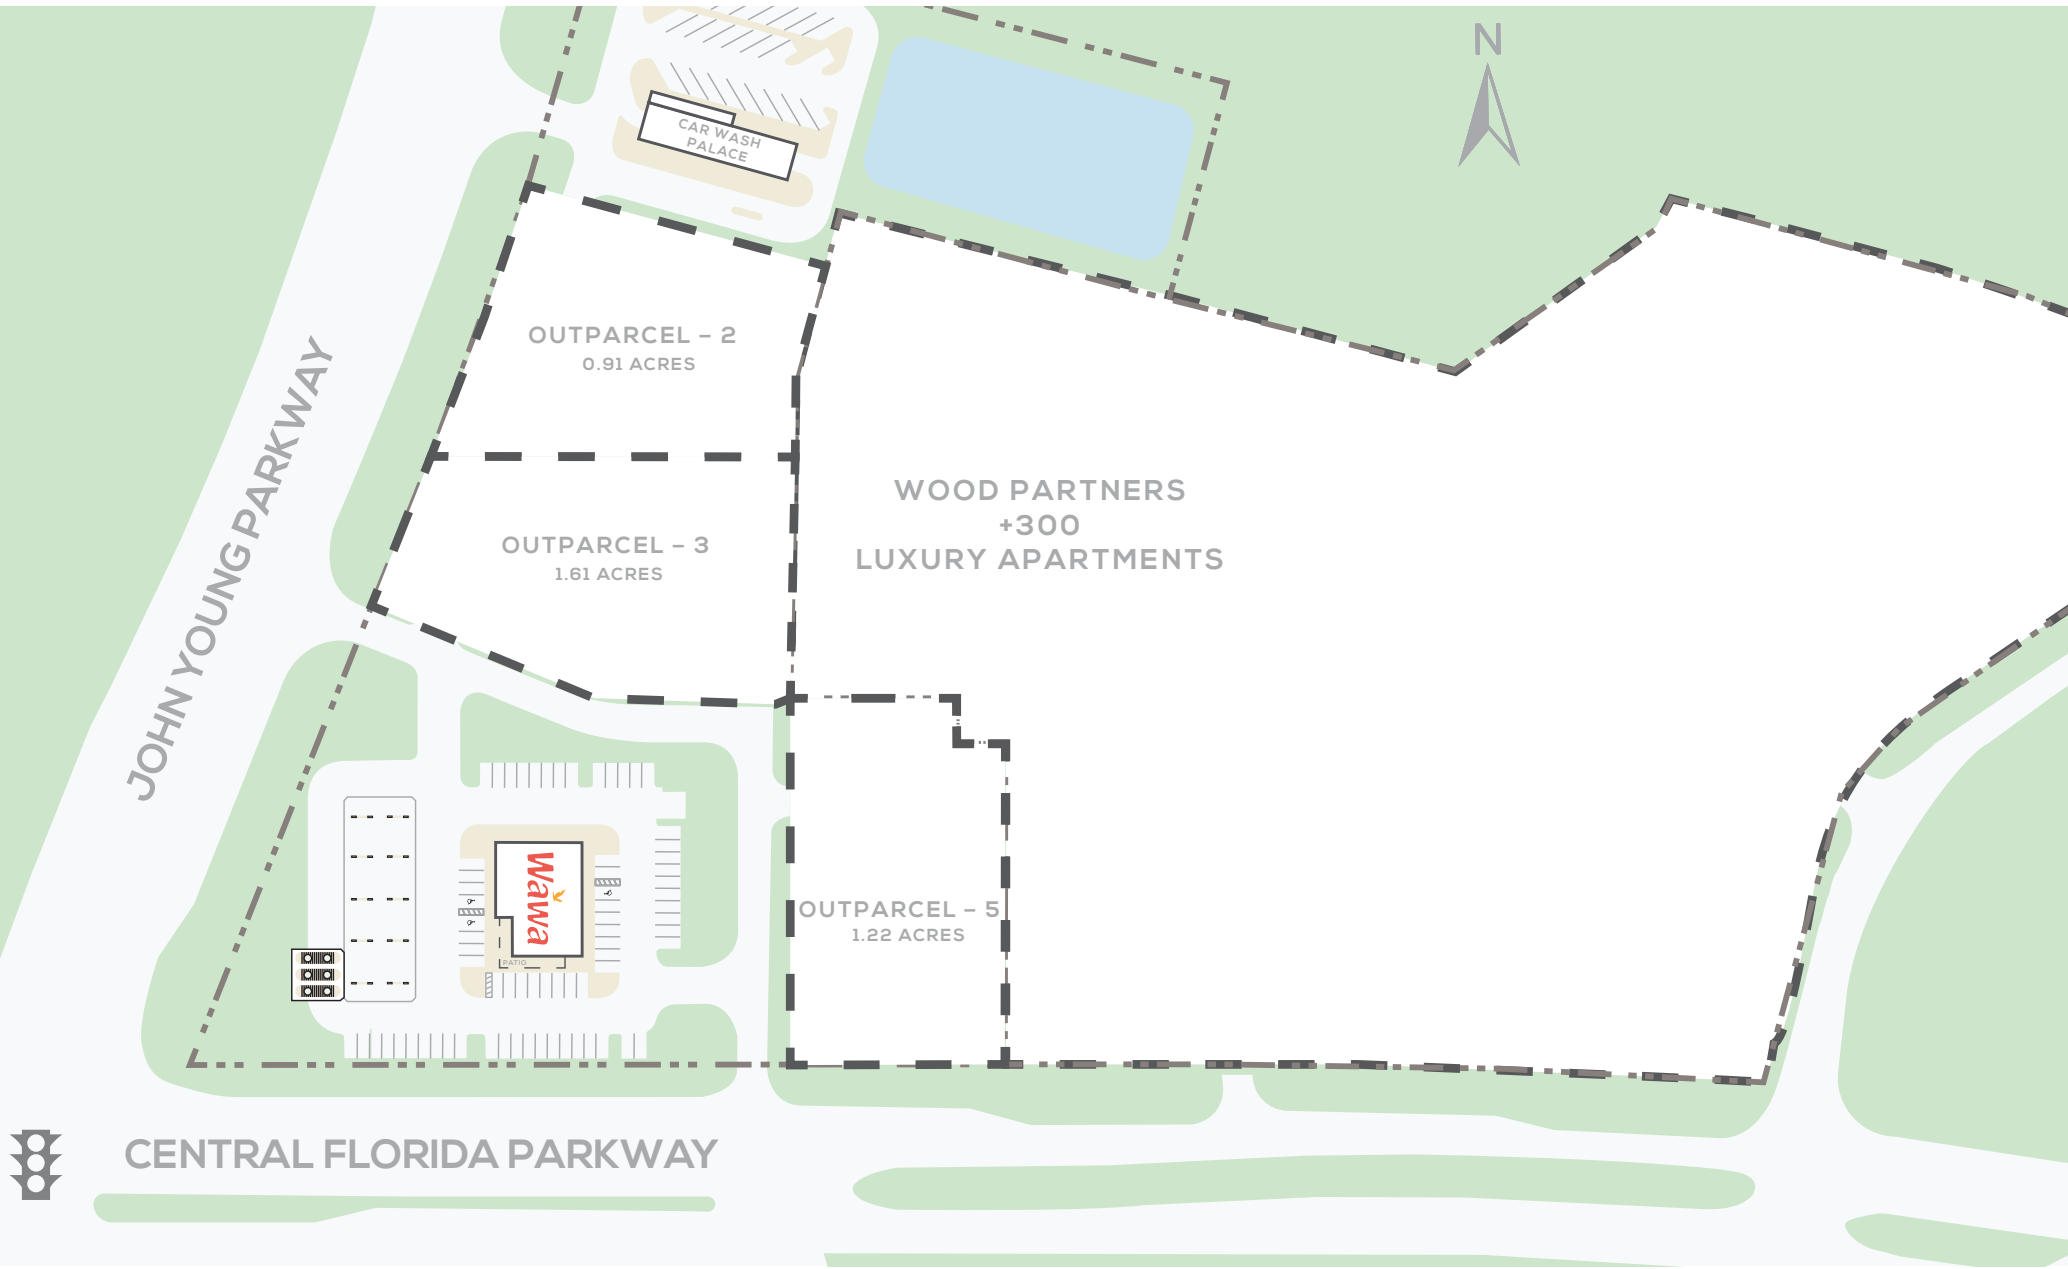 N
CAR WASH
PALACE
OUTPARCEL – 2
0.91 ACRES
JOHN YOUNG PARKWAY
WOOD PARTNERS
+300
LUXURY APARTMENTS
OUTPARCEL – 3
1.61 ACRES
Wawa
PATIO
OUTPARCEL – 5
1.22 ACRES
CENTRAL FLORIDA PARKWAY